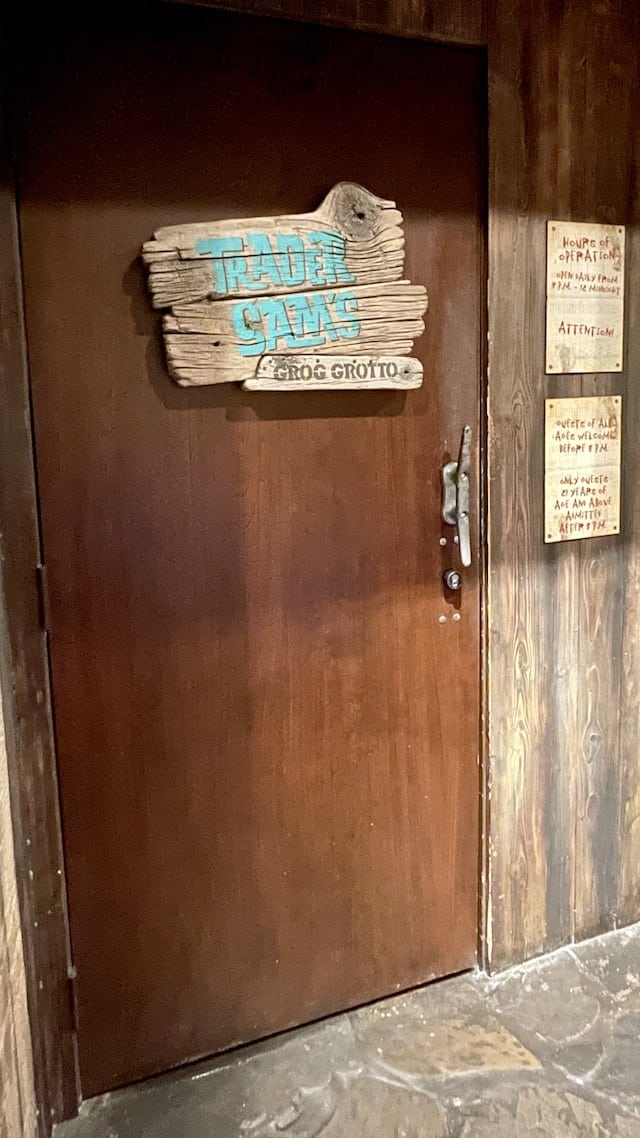 TRADER
SAM'S
GROG GROTTO
HOURS OF
OPERATION
OPEN DAILY FROM
3 P.M. - 12 MIDNIGHT
ATTENTION!
GUESTS OF ALL
AGES WELCOME
BEFORE 8 P.M.
ONLY GUESTS
21 YEARS OF
AGE AND ABOVE
ADMITTED
AFTER 8 P.M.